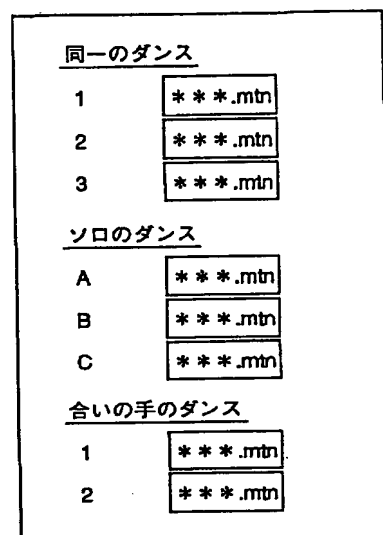 同一のダンス
1 ***.mtn
2 ***.mtn
3 ***.mtn
ソロのダンス
A ***.mtn
B ***.mtn
C ***.mtn
合いの手のダンス
1 ***.mtn
2 ***.mtn